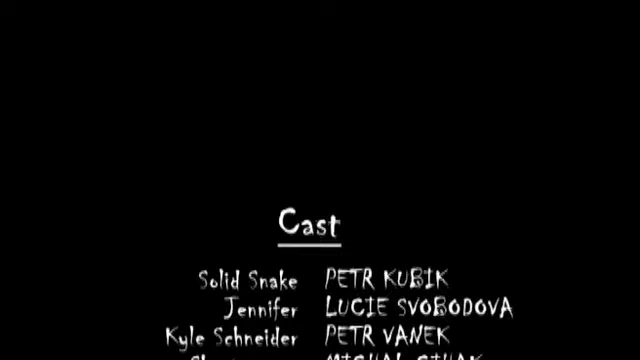 Cast
Solid Snake PETR KUBIK
Jennifer LUCIE SVOBODOVA
Kyle Schneider PETR VANEK